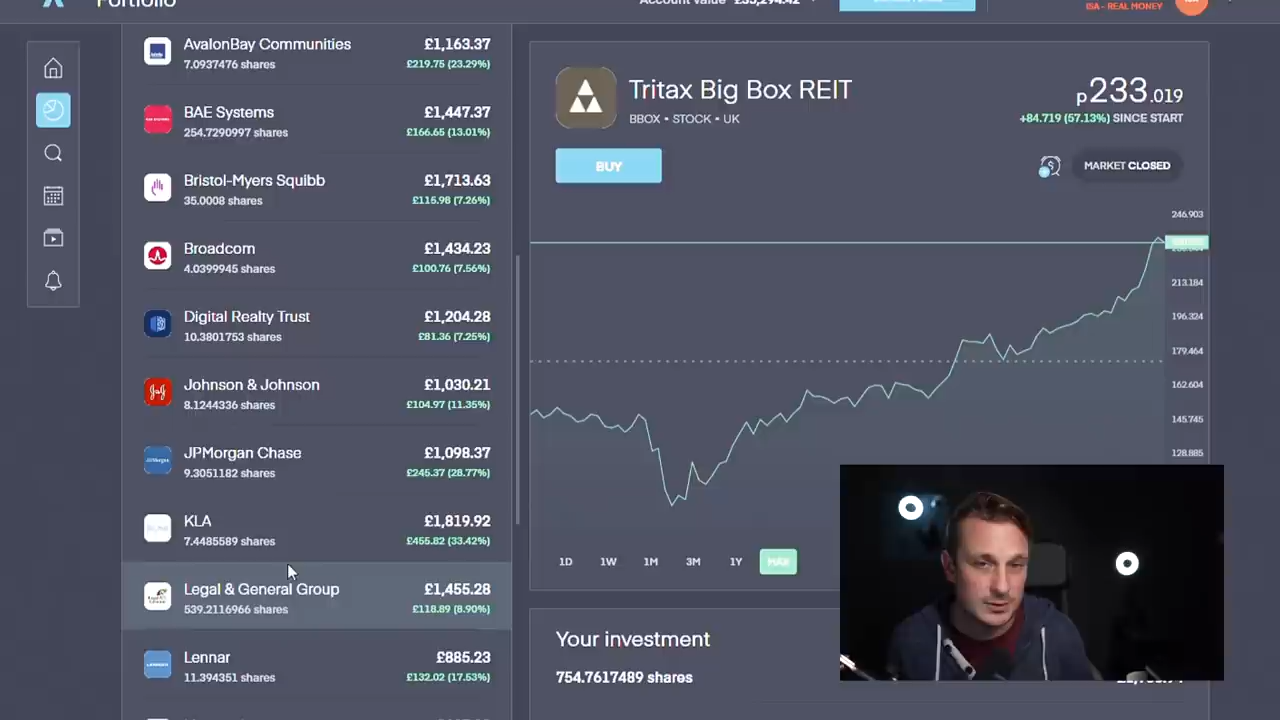 Portfolio
Account value £35,294.42
ISA - REAL MONEY
AvalonBay Communities
£1,163.37
7.0937476 shares
£219.75 (23.29%)
BAE Systems
£1,447.37
254.7290997 shares
£166.65 (13.01%)
Bristol-Myers Squibb
£1,713.63
35.0008 shares
£115.98 (7.26%)
Broadcom
£1,434.23
4.0399945 shares
£100.76 (7.56%)
Digital Realty Trust
£1,204.28
10.3801753 shares
£81.36 (7.25%)
Johnson & Johnson
£1,030.21
8.1244336 shares
£104.97 (11.35%)
JPMorgan Chase
£1,098.37
9.3051182 shares
£245.37 (28.77%)
KLA
£1,819.92
7.4485589 shares
£455.82 (33.42%)
Legal & General Group
£1,455.28
539.2116966 shares
£118.89 (8.90%)
Lennar
£885.23
11.394351 shares
£132.02 (17.53%)
Tritax Big Box REIT
BBOX • STOCK • UK
p233.019
+84.719 (57.13%) SINCE START
BUY
MARKET CLOSED
246.903
213.184
196.324
179.464
162.604
145.745
128.885
1D 1W 1M 3M 1Y MAX
Your investment
754.7617489 shares